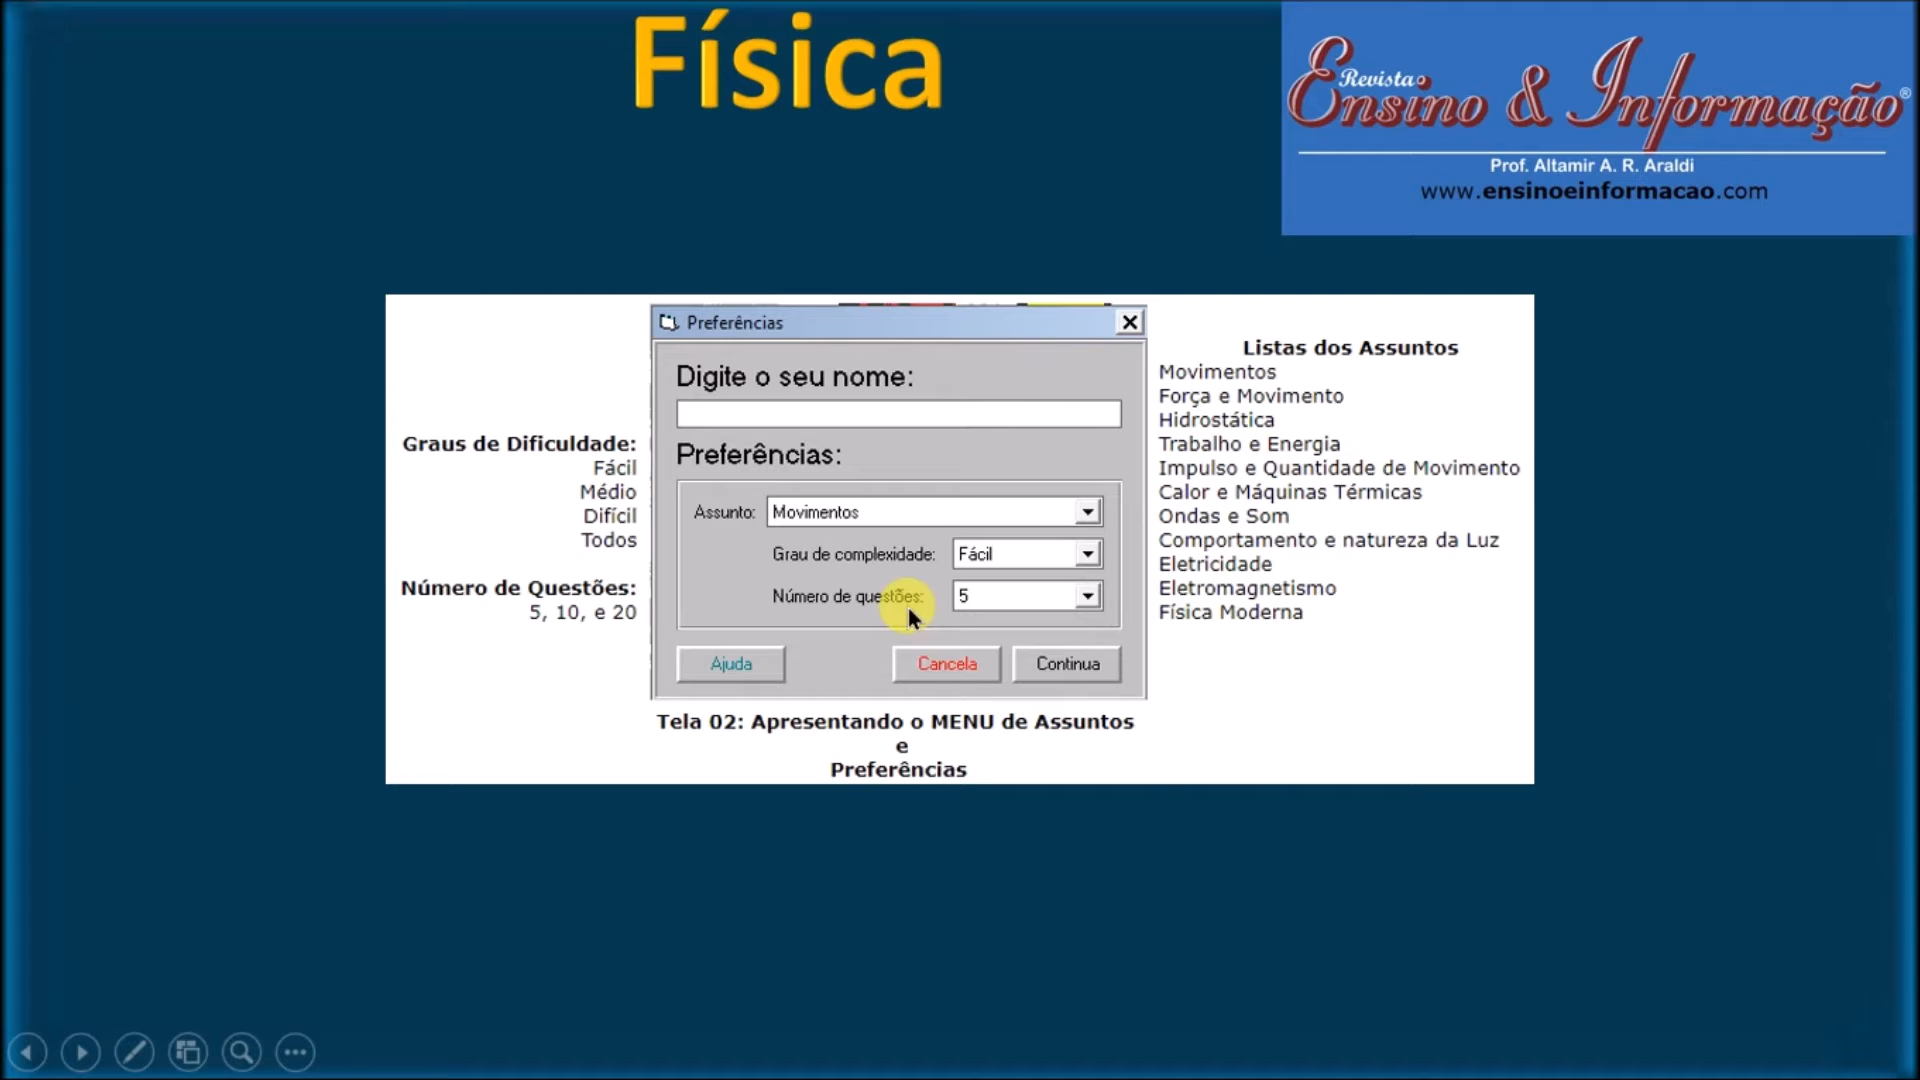 Física
Revista
Ensino & Informação®
Prof. Altamir A. R. Araldi
www.ensinoeinformacao.com
Graus de Dificuldade:
Fácil
Médio
Difícil
Todos
Número de Questões:
5, 10, e 20
Preferências
Digite o seu nome:
Preferências:
Assunto: Movimentos
Grau de complexidade: Fácil
Número de questões: 5
Ajuda Cancela Continua
Tela 02: Apresentando o MENU de Assuntos
e
Preferências
Listas dos Assuntos
Movimentos
Força e Movimento
Hidrostática
Trabalho e Energia
Impulso e Quantidade de Movimento
Calor e Máquinas Térmicas
Ondas e Som
Comportamento e natureza da Luz
Eletricidade
Eletromagnetismo
Física Moderna